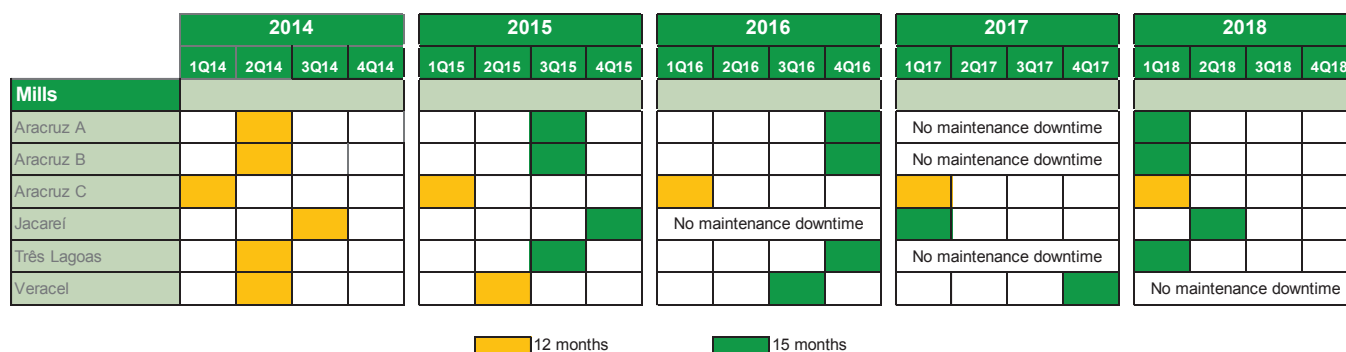 2014 2015 2016 2017 2018
1Q14 2Q14 3Q14 4Q14 1Q15 2Q15 3Q15 4Q15 1Q16 2Q16 3Q16 4Q16 1Q17 2Q17 3Q17 4Q17 1Q18 2Q18 3Q18 4Q18
Mills
Aracruz A No maintenance downtime
Aracruz B No maintenance downtime
Aracruz C
Jacareí No maintenance downtime
Três Lagoas No maintenance downtime
Veracel No maintenance downtime
12 months 15 months